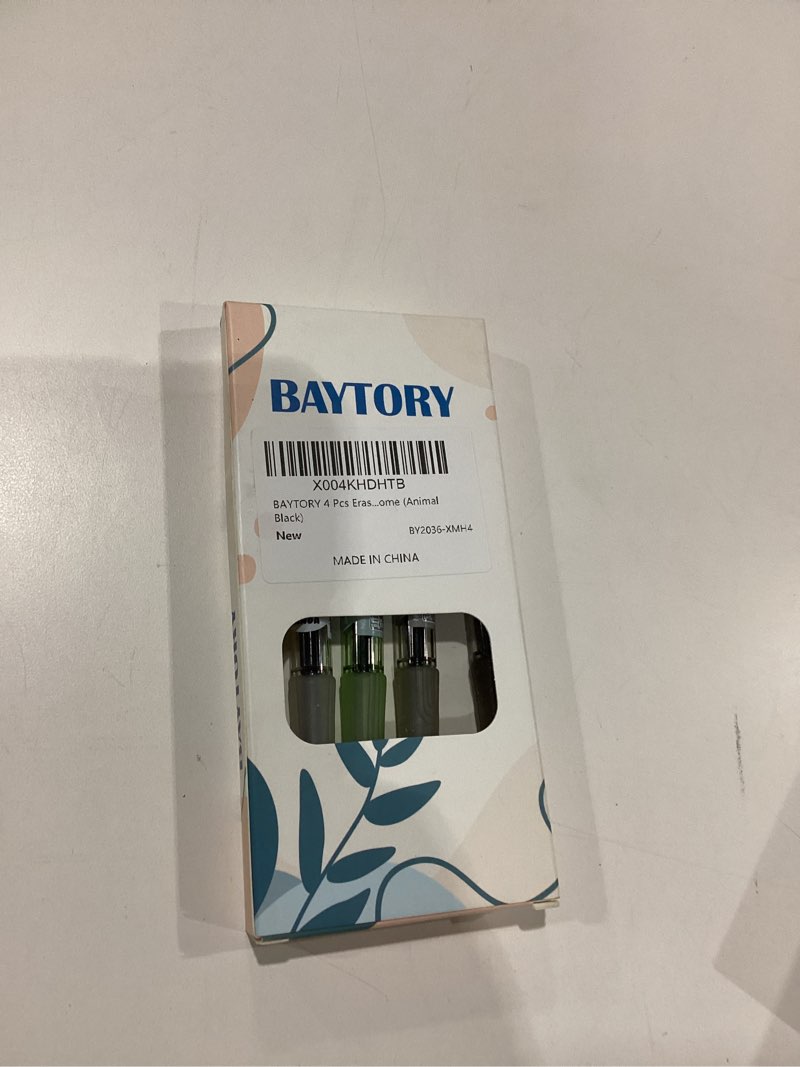 BAYTORY
X004KHDHTB
BAYTORY 4 Pcs Eras...ome (Animal
Black)
New
BY2036-XMH4
MADE IN CHINA